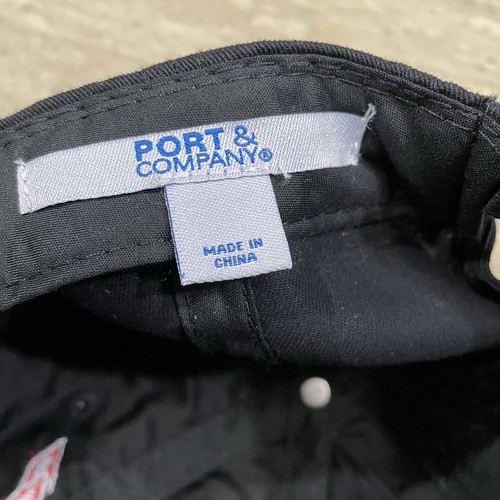 PORT &
COMPANY®
MADE IN
CHINA